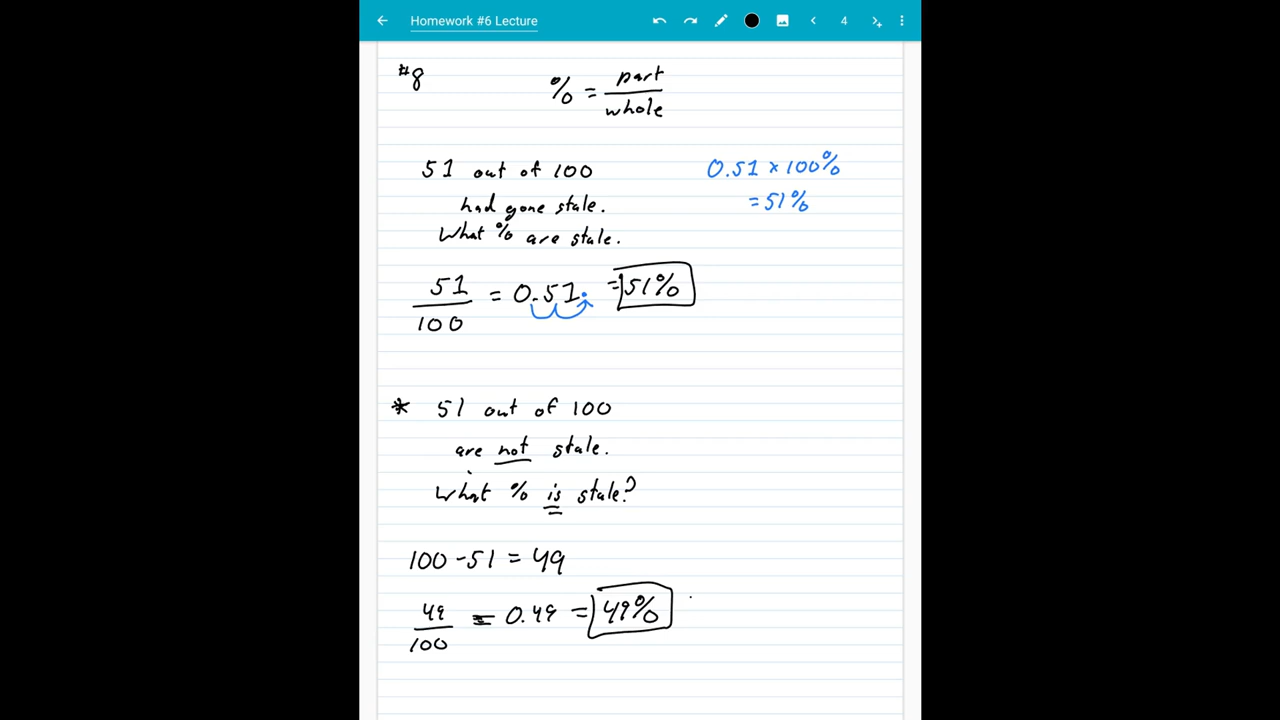 Homework #6 Lecture
4
#8
% = part / whole
51 out of 100
had gone stale.
What % are stale.
0.51 × 100%
= 51%
51 / 100 = 0.51. = 51%
* 51 out of 100
are not stale.
What % is stale?
100 - 51 = 49
49 / 100 = 0.49 = 49%